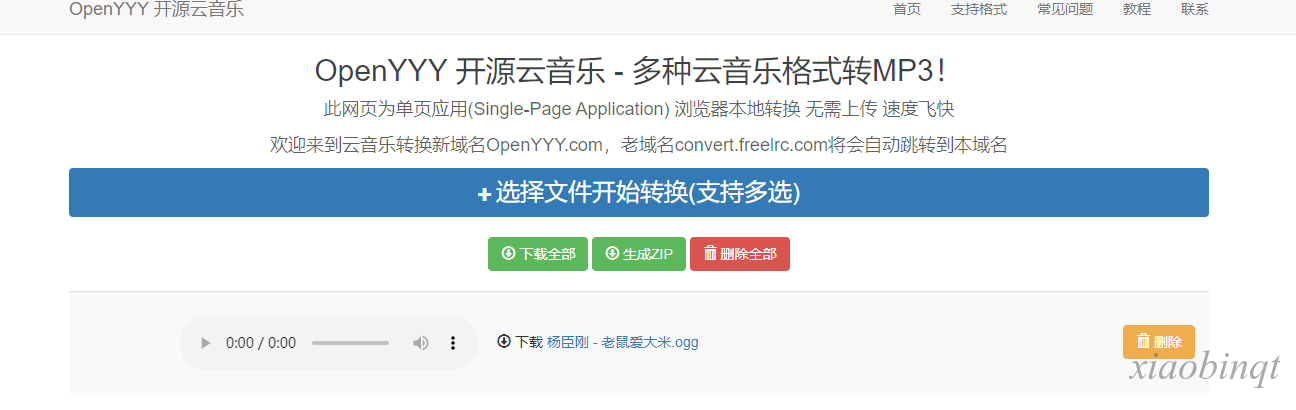 OpenYYY 开源云音乐 首页 支持格式 常见问题 教程 联系
OpenYYY 开源云音乐 - 多种云音乐格式转MP3！
此网页为单页应用(Single-Page Application) 浏览器本地转换 无需上传 速度飞快
欢迎来到云音乐转换新域名OpenYYY.com，老域名convert.freelrc.com将会自动跳转到本域名
+选择文件开始转换(支持多选)
下载全部 生成ZIP 删除全部
0:00 / 0:00 下载 杨臣刚 - 老鼠爱大米.ogg 删除
xiaobinqt